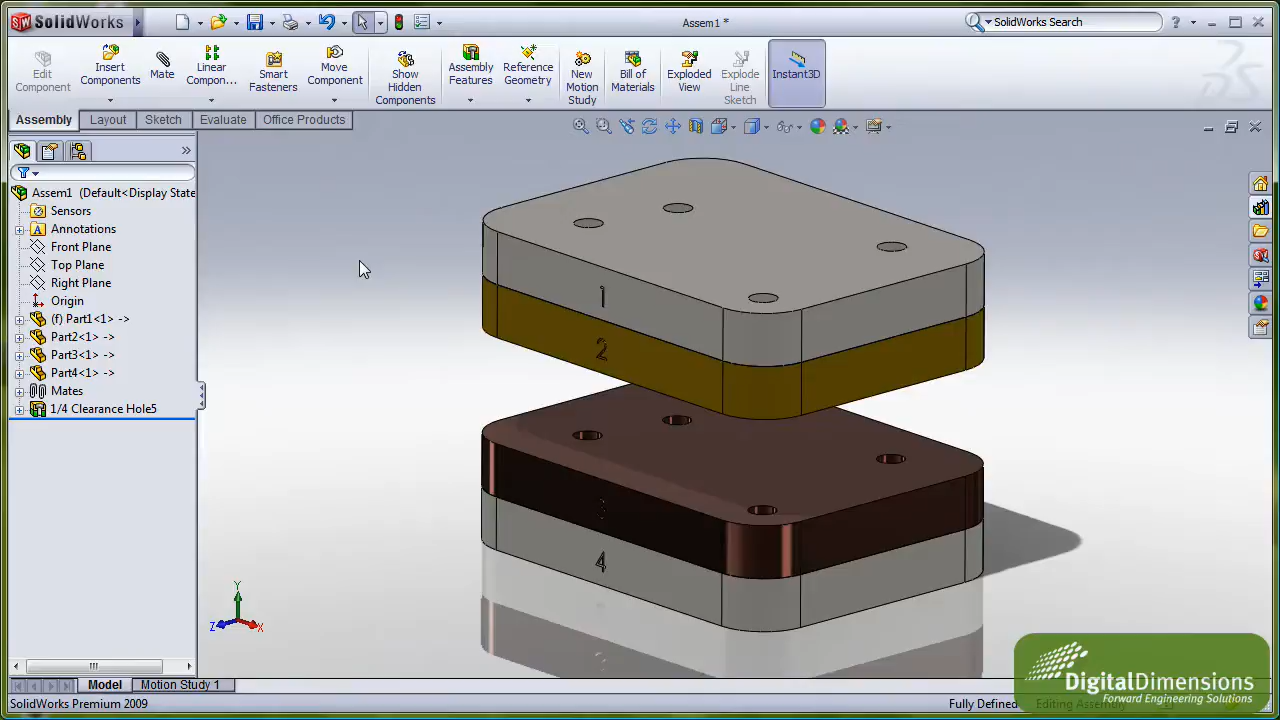 SolidWorks
Assem1 *
SolidWorks Search
Edit Component
Insert Components
Mate
Linear Compon...
Smart Fasteners
Move Component
Show Hidden Components
Assembly Features
Reference Geometry
New Motion Study
Bill of Materials
Exploded View
Explode Line Sketch
Instant3D
Assembly
Layout
Sketch
Evaluate
Office Products
Assem1 (Default<Display State
Sensors
Annotations
Front Plane
Top Plane
Right Plane
Origin
(f) Part1<1> ->
Part2<1> ->
Part3<1> ->
Part4<1> ->
Mates
1/4 Clearance Hole5
1
2
3
4
Y
Z
X
Model
Motion Study 1
SolidWorks Premium 2009
Fully Defined
Editing Assembly
DigitalDimensions
Forward Engineering Solutions